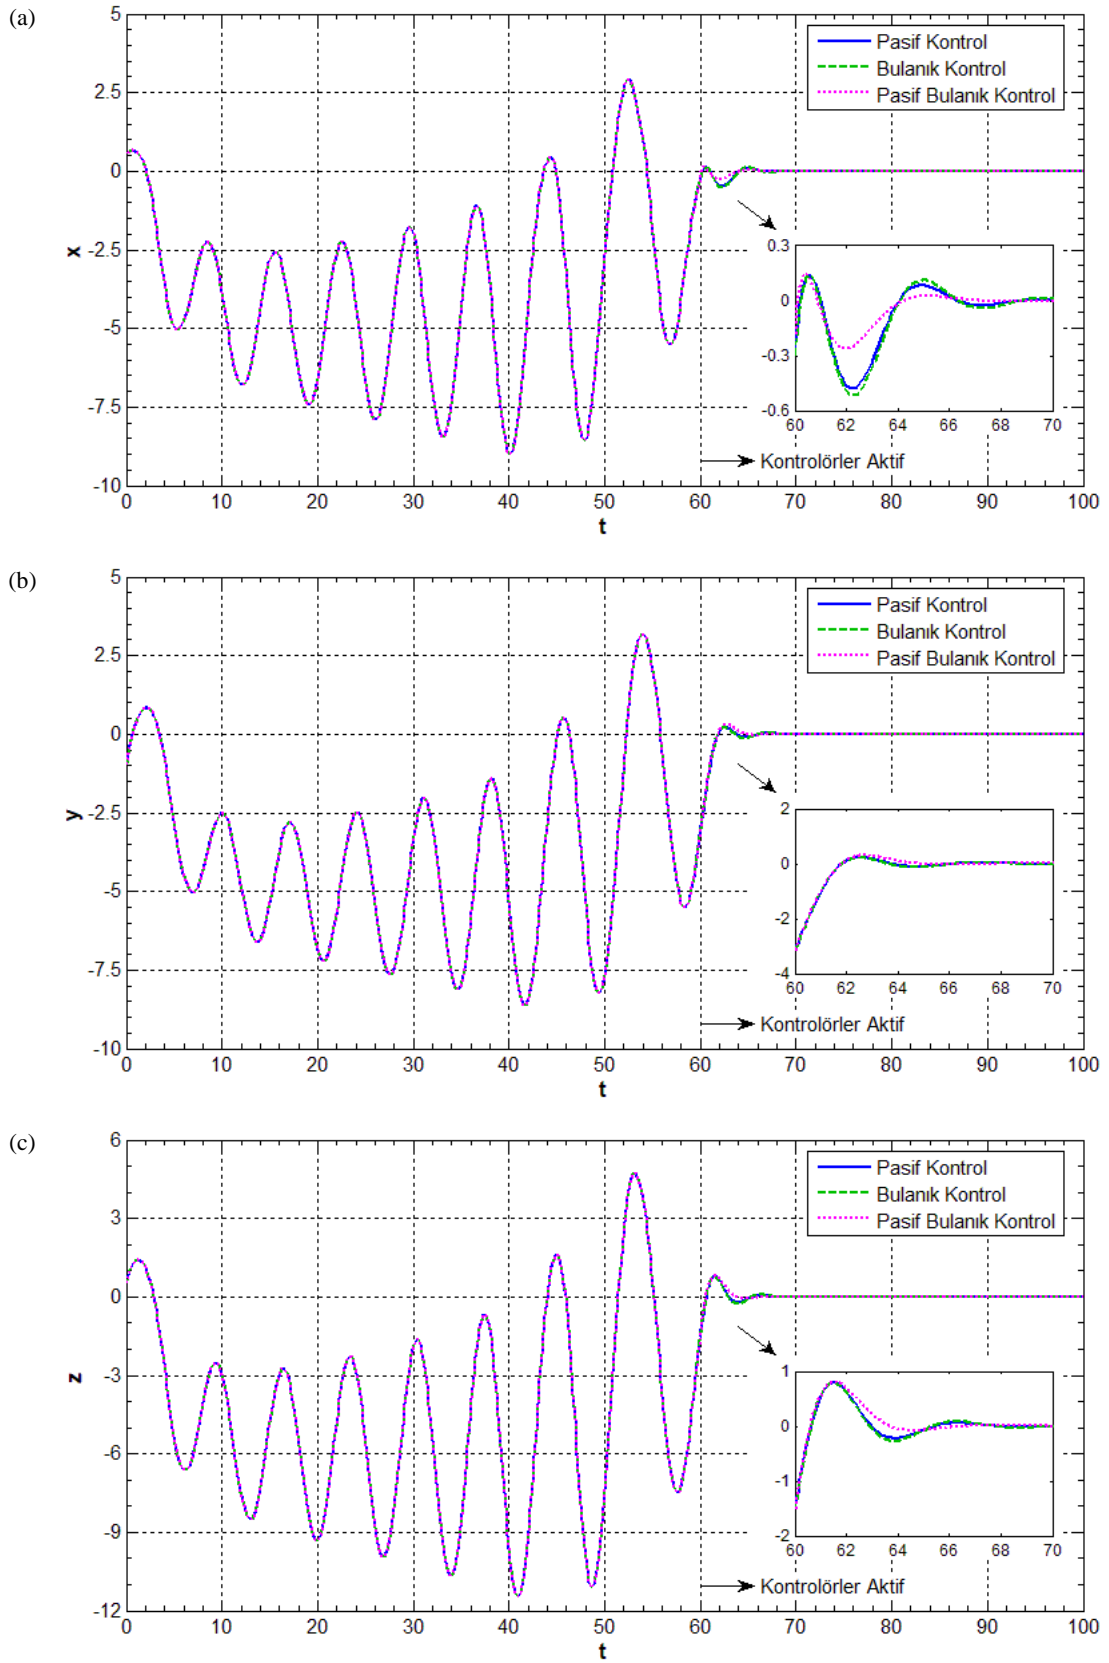 (a)
5
2.5
0
-2.5
-5
-7.5
-10
x
Pasif Kontrol
Bulanık Kontrol
Pasif Bulanık Kontrol
0.3
0
-0.3
-0.6
60 62 64 66 68 70
Kontrolörler Aktif
0 10 20 30 40 50 60 70 80 90 100
t
(b)
5
2.5
0
-2.5
-5
-7.5
-10
y
Pasif Kontrol
Bulanık Kontrol
Pasif Bulanık Kontrol
2
0
-2
-4
60 62 64 66 68 70
Kontrolörler Aktif
0 10 20 30 40 50 60 70 80 90 100
t
(c)
6
3
0
-3
-6
-9
-12
z
Pasif Kontrol
Bulanık Kontrol
Pasif Bulanık Kontrol
1
0
-1
-2
60 62 64 66 68 70
Kontrolörler Aktif
0 10 20 30 40 50 60 70 80 90 100
t